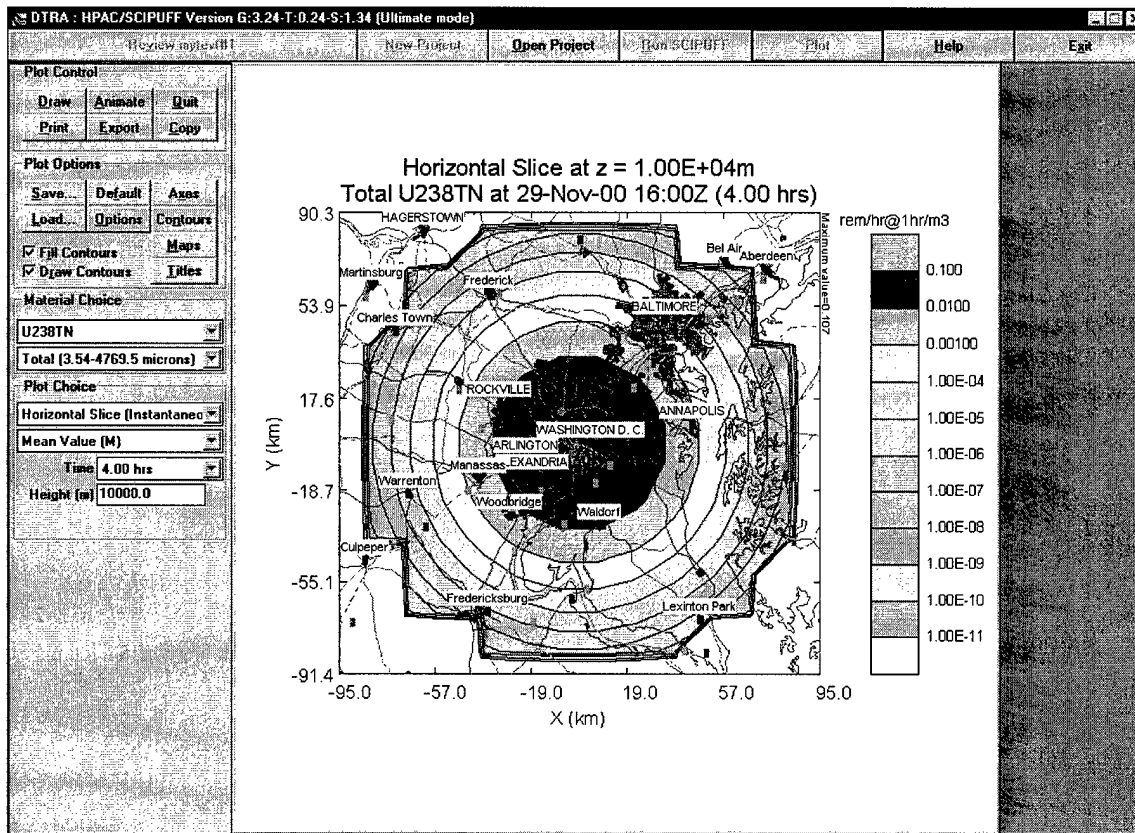 DTRA : HPAC/SCIPUFF Version G:3.24-T:0.24-S:1.34 (Ultimate mode)
New Project Open Project Run SCIPUFF Plot Help Exit
Plot Control
Draw Animate Quit
Print Export Copy
Plot Options
Save... Default Axes
Load... Options Contours
Maps
Fill Contours
Draw Contours Titles
Material Choice
U238TN
Total (3.54-4769.5 microns)
Plot Choice
Horizontal Slice (Instantaneo
Mean Value (M)
Time 4.00 hrs
Height (m) 10000.0
Horizontal Slice at z = 1.00E+04m
Total U238TN at 29-Nov-00 16:00Z (4.00 hrs)
Y (km)
90.3
53.9
17.6
-18.7
-55.1
-91.4
-95.0 -57.0 -19.0 19.0 57.0 95.0
X (km)
HAGERSTOWN
Bel Air
Aberdeen
Martinsburg
Frederick
BALTIMORE
Charles Town
ROCKVILLE
ANNAPOLIS
WASHINGTON D. C.
ARLINGTON
Manassas
EXANDRIA
Warrenton
Woodbridge
Waldorf
Culpeper
Fredericksburg
Lexinton Park
rem/hr@1hr/m3
0.100
0.0100
0.00100
1.00E-04
1.00E-05
1.00E-06
1.00E-07
1.00E-08
1.00E-09
1.00E-10
1.00E-11